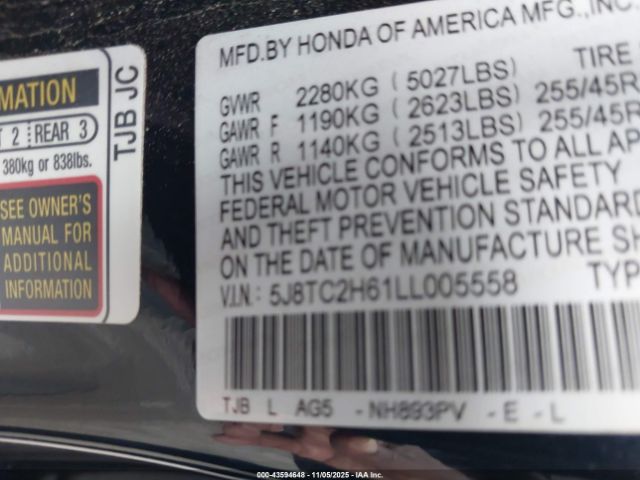 MATION
T 2 REAR 3
380kg or 838lbs.
SEE OWNER'S
MANUAL FOR
ADDITIONAL
INFORMATION
TJB JC
MFD.BY HONDA OF AMERICA MFG.,INC.
GVWR 2280KG (5027LBS) TIRE
GAWR F 1190KG (2623LBS) 255/45R
GAWR R 1140KG (2513LBS) 255/45R
THIS VEHICLE CONFORMS TO ALL AP
FEDERAL MOTOR VEHICLE SAFETY
AND THEFT PREVENTION STANDARD
ON THE DATE OF MANUFACTURE SH
V.I.N.: 5J8TC2H61LL005558 TYP
TJB L AG5 -NH893PV -E-L
000-43594648 - 11/05/2025 - IAA Inc.